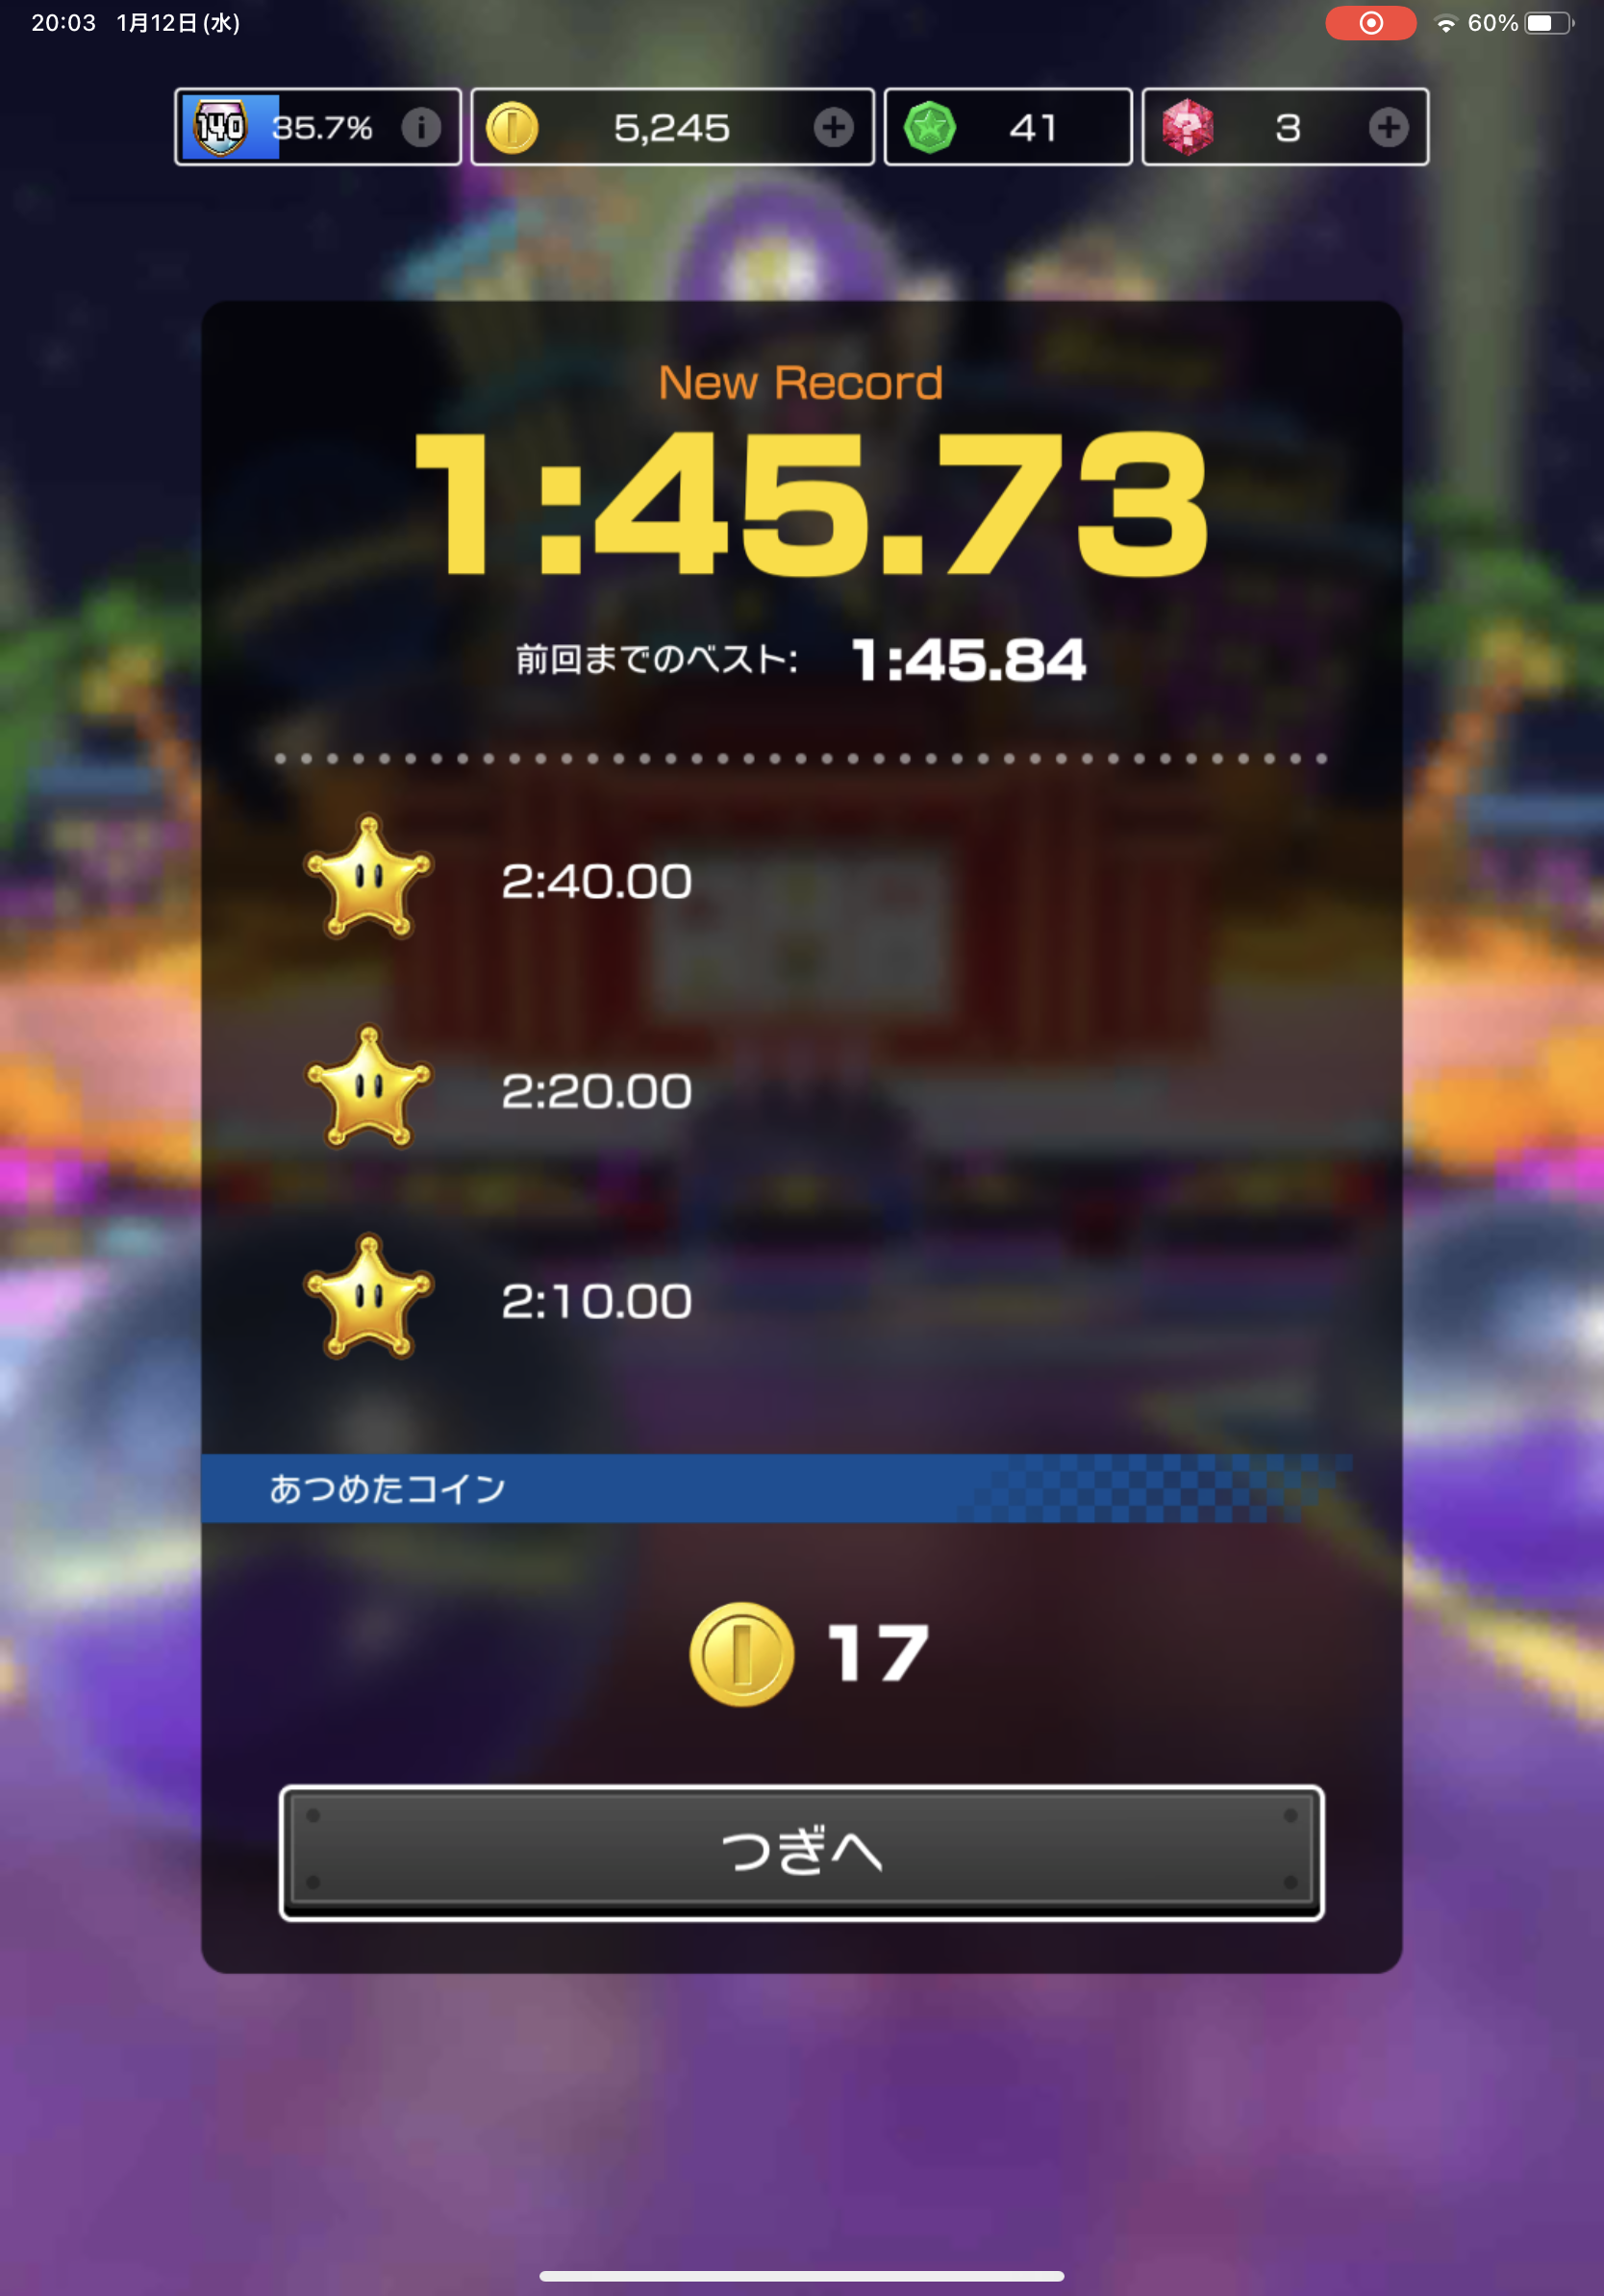 20:03 1月12日(水) 60%
140 35.7% 5,245 41 3
New Record
1:45.73
前回までのベスト: 1:45.84
2:40.00
2:20.00
2:10.00
あつめたコイン
17
つぎへ